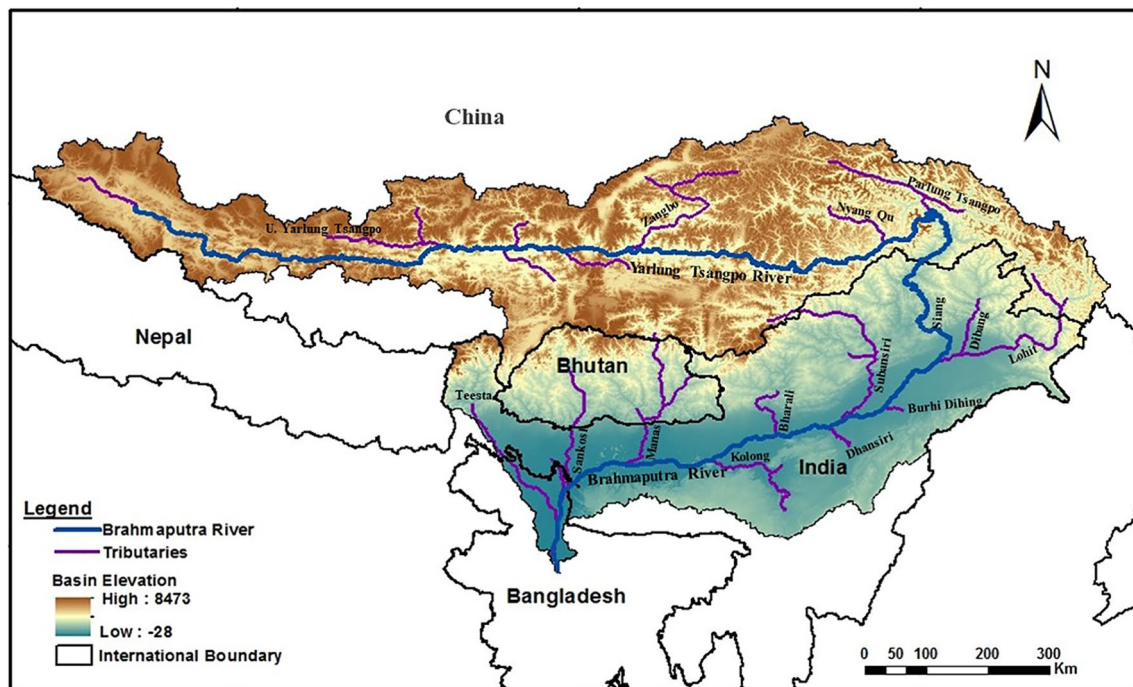 N
China
Parlung Tsangpo
Zangbo
Nyang Qu
U. Yarlung Tsangpo
Yarlung Tsangpo River
Siang
Dibang
Nepal
Lohit
Subansiri
Bhutan
Teesta
Burhi Dihing
Bharali
Sankosh
Manas
Dhansiri
Kolong
India
Brahmaputra River
Legend
Brahmaputra River
Tributaries
Basin Elevation
High : 8473
Low : -28
International Boundary
Bangladesh
0 50 100 200 300
Km